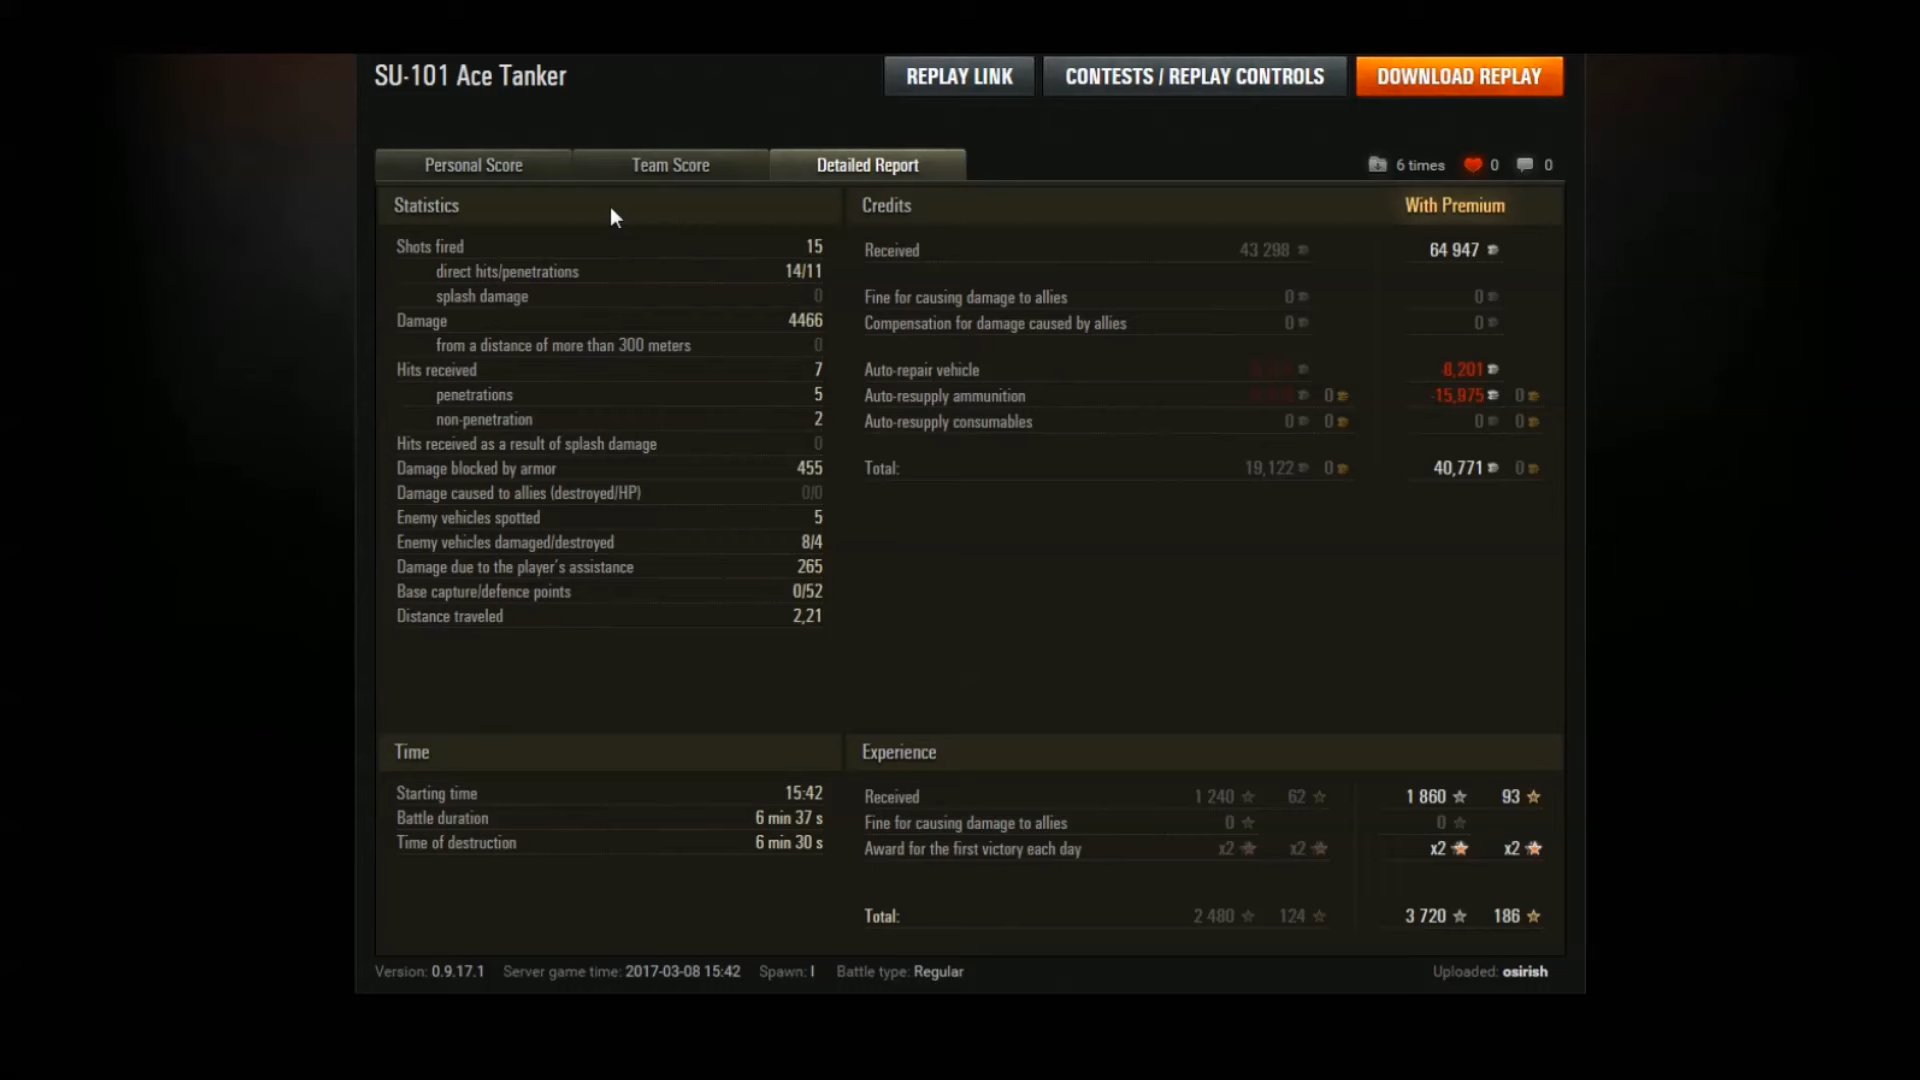 SU-101 Ace Tanker
REPLAY LINK
CONTESTS / REPLAY CONTROLS
DOWNLOAD REPLAY
Personal Score
Team Score
Detailed Report
6 times 0 0
Statistics
Shots fired 15
direct hits/penetrations 14/11
splash damage 0
Damage 4466
from a distance of more than 300 meters 0
Hits received 7
penetrations 5
non-penetration 2
Hits received as a result of splash damage 0
Damage blocked by armor 455
Damage caused to allies (destroyed/HP) 0/0
Enemy vehicles spotted 5
Enemy vehicles damaged/destroyed 8/4
Damage due to the player's assistance 265
Base capture/defence points 0/52
Distance traveled 2,21
Credits With Premium
Received 43 298 64 947
Fine for causing damage to allies 0 0
Compensation for damage caused by allies 0 0
Auto-repair vehicle -8,201
Auto-resupply ammunition 0 -15,975 0
Auto-resupply consumables 0 0 0 0
Total: 19,122 0 40,771 0
Time
Starting time 15:42
Battle duration 6 min 37 s
Time of destruction 6 min 30 s
Experience
Received 1 240 62 1 860 93
Fine for causing damage to allies 0 0
Award for the first victory each day x2 x2 x2 x2
Total: 2 480 124 3 720 186
Version: 0.9.17.1 Server game time: 2017-03-08 15:42 Spawn: I Battle type: Regular Uploaded: osirish